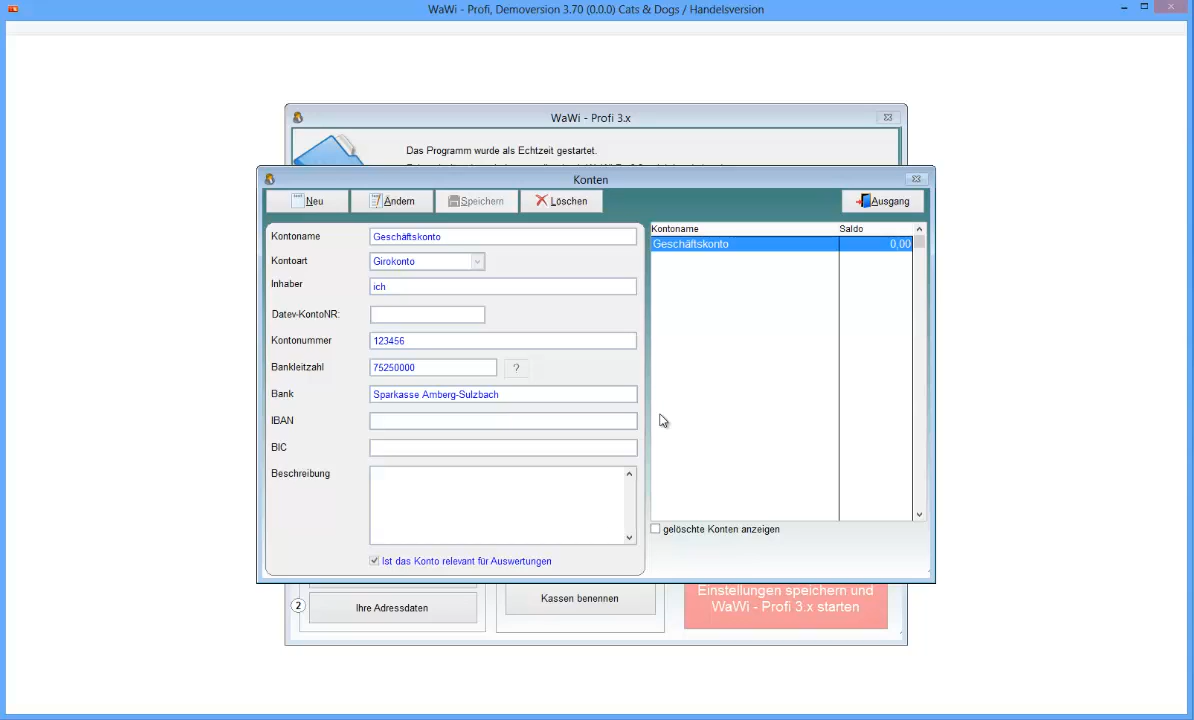 WaWi - Profi, Demoversion 3.70 (0.0.0) Cats & Dogs / Handelsversion
WaWi - Profi 3.x
Das Programm wurde als Echtzeit gestartet.
Konten
Neu
Ändern
Speichern
Löschen
Ausgang
Kontoname
Geschäftskonto
Kontoart
Girokonto
Inhaber
ich
Datev-KontoNR:
Kontonummer
123456
Bankleitzahl
75250000
?
Bank
Sparkasse Amberg-Sulzbach
IBAN
BIC
Beschreibung
Ist das Konto relevant für Auswertungen
Kontoname Saldo
Geschäftskonto 0,00
gelöschte Konten anzeigen
2
Ihre Adressdaten
Kassen benennen
Einstellungen speichern und
WaWi - Profi 3.x starten